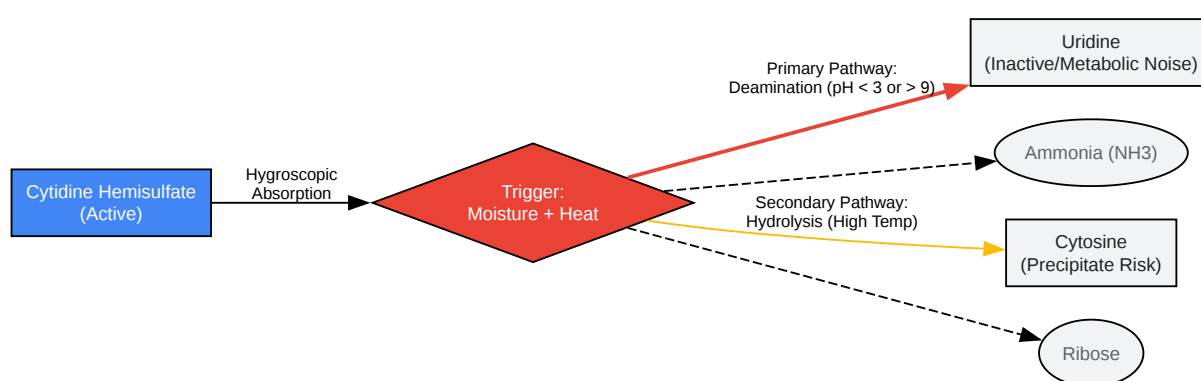 Cytidine Hemisulfate
(Active)
Hygroscopic
Absorption
Trigger:
Moisture + Heat
Primary Pathway:
Deamination (pH < 3 or > 9)
Uridine
(Inactive/Metabolic Noise)
Ammonia (NH3)
Secondary Pathway:
Hydrolysis (High Temp)
Cytosine
(Precipitate Risk)
Ribose